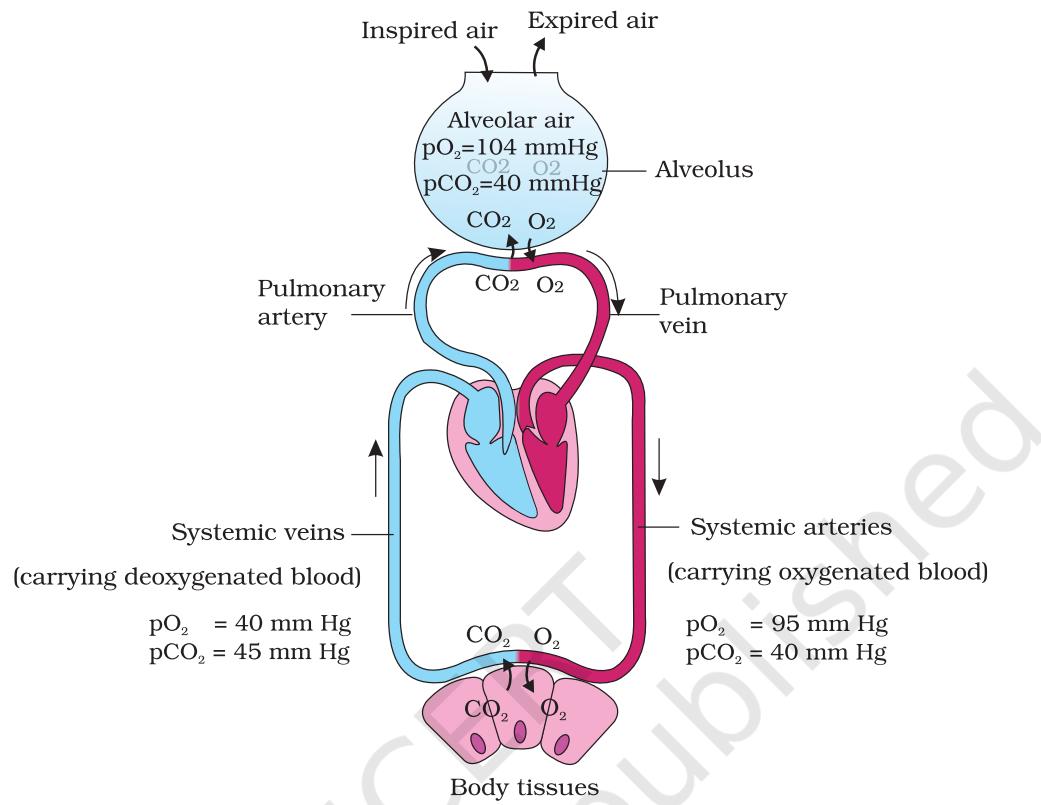 Inspired air
Expired air
Alveolar air
pO₂=104 mmHg
CO2 O2
pCO₂=40 mmHg
Alveolus
CO2 O2
CO2 O2
Pulmonary
artery
Pulmonary
vein
Systemic veins
(carrying deoxygenated blood)
pO₂ = 40 mm Hg
pCO₂ = 45 mm Hg
Systemic arteries
(carrying oxygenated blood)
pO₂ = 95 mm Hg
pCO₂ = 40 mm Hg
CO₂ O₂
CO₂ O₂
Body tissues
NCERT
published